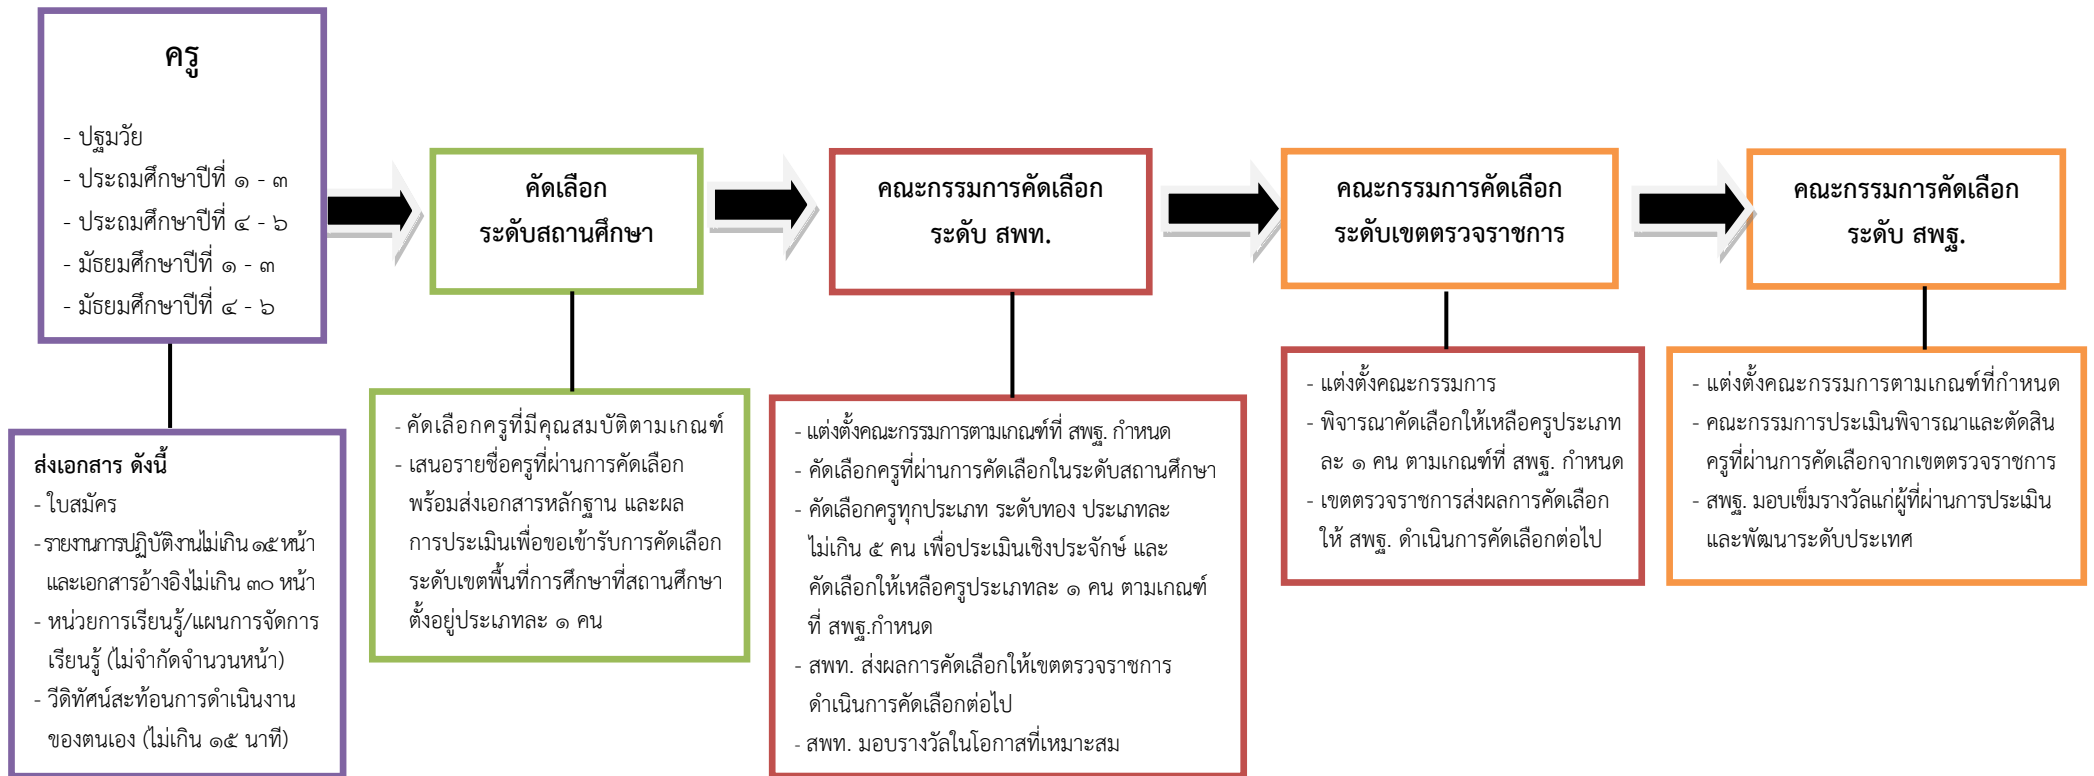 ครู
- ปฐมวัย
- ประถมศึกษาปีที่ ๑ - ๓
- ประถมศึกษาปีที่ ๔ - ๖
- มัธยมศึกษาปีที่ ๑ - ๓
- มัธยมศึกษาปีที่ ๔ - ๖
ส่งเอกสาร ดังนี้
- ใบสมัคร
- รายงานการปฏิบัติงานไม่เกิน ๑๕ หน้า
และเอกสารอ้างอิงไม่เกิน ๓๐ หน้า
- หน่วยการเรียนรู้/แผนการจัดการ
เรียนรู้ (ไม่จำกัดจำนวนหน้า)
- วีดิทัศน์สะท้อนการดำเนินงาน
ของตนเอง (ไม่เกิน ๑๕ นาที)
คัดเลือก
ระดับสถานศึกษา
- คัดเลือกครูที่มีคุณสมบัติตามเกณฑ์
- เสนอรายชื่อครูที่ผ่านการคัดเลือก
พร้อมส่งเอกสารหลักฐาน และผล
การประเมินเพื่อขอเข้ารับการคัดเลือก
ระดับเขตพื้นที่การศึกษาที่สถานศึกษา
ตั้งอยู่ประเภทละ ๑ คน
คณะกรรมการคัดเลือก
ระดับ สพท.
- แต่งตั้งคณะกรรมการตามเกณฑ์ที่ สพฐ. กำหนด
- คัดเลือกครูที่ผ่านการคัดเลือกในระดับสถานศึกษา
- คัดเลือกครูทุกประเภท ระดับทอง ประเภทละ
ไม่เกิน ๕ คน เพื่อประเมินเชิงประจักษ์ และ
คัดเลือกให้เหลือครูประเภทละ ๑ คน ตามเกณฑ์
ที่ สพฐ.กำหนด
- สพท. ส่งผลการคัดเลือกให้เขตตรวจราชการ
ดำเนินการคัดเลือกต่อไป
- สพท. มอบรางวัลในโอกาสที่เหมาะสม
คณะกรรมการคัดเลือก
ระดับเขตตรวจราชการ
- แต่งตั้งคณะกรรมการ
- พิจารณาคัดเลือกให้เหลือครูประเภท
ละ ๑ คน ตามเกณฑ์ที่ สพฐ. กำหนด
- เขตตรวจราชการส่งผลการคัดเลือก
ให้ สพฐ. ดำเนินการคัดเลือกต่อไป
คณะกรรมการคัดเลือก
ระดับ สพฐ.
- แต่งตั้งคณะกรรมการตามเกณฑ์ที่กำหนด
- คณะกรรมการประเมินพิจารณาและตัดสิน
ครูที่ผ่านการคัดเลือกจากเขตตรวจราชการ
- สพฐ. มอบเข็มรางวัลแก่ผู้ที่ผ่านการประเมิน
และพัฒนาระดับประเทศ